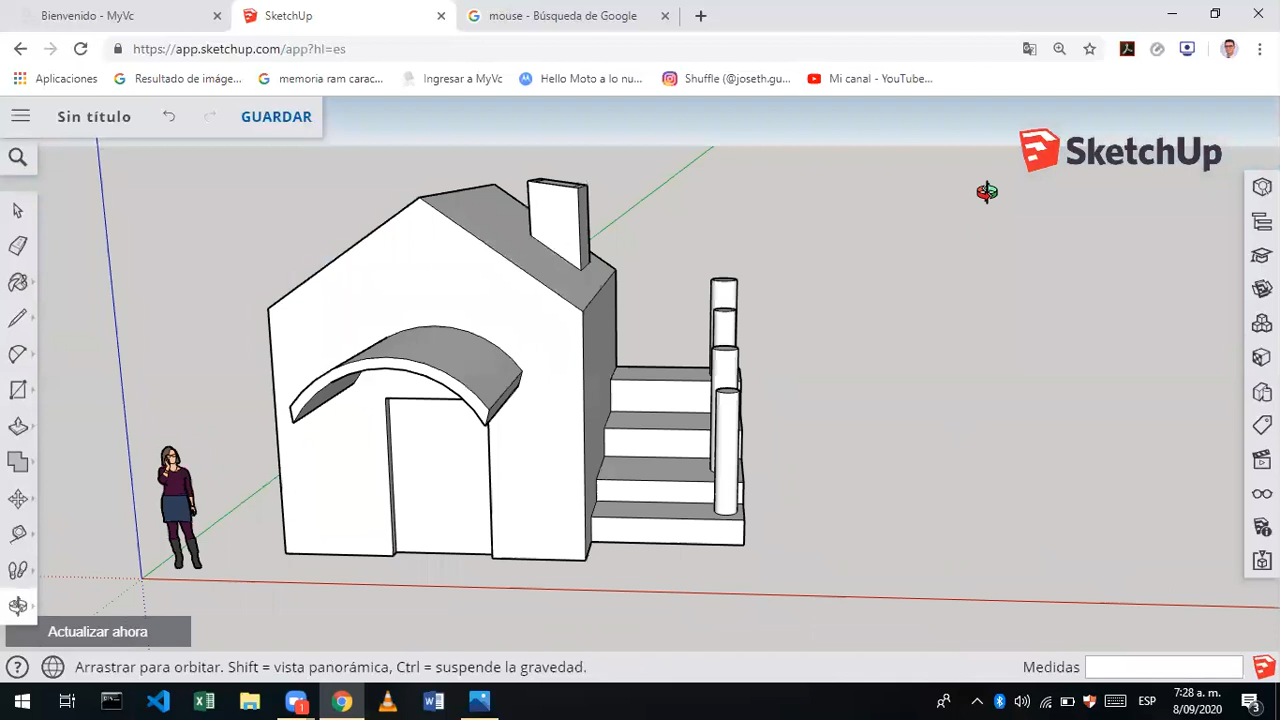 Bienvenido - MyVc
SketchUp
mouse - Búsqueda de Google
https://app.sketchup.com/app?hl=es
Aplicaciones
Resultado de imáge...
memoria ram carac...
Ingresar a MyVc
Hello Moto a lo nu...
Shuffle (@joseth.gu...
Mi canal - YouTube...
Sin título
GUARDAR
SketchUp
Actualizar ahora
Arrastrar para orbitar. Shift = vista panorámica, Ctrl = suspende la gravedad.
Medidas
1
ESP
7:28 a. m.
8/09/2020
3